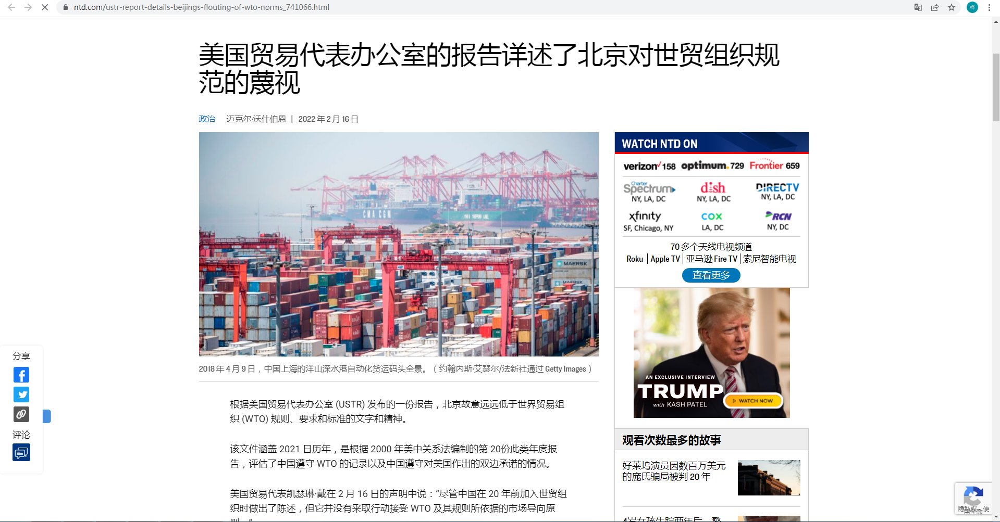 ntd.com/ustr-report-details-beijings-flouting-of-wto-norms_741066.html
桦
美国贸易代表办公室的报告详述了北京对世贸组织规
范的蔑视
政治 迈克尔·沃什伯恩 | 2022 年 2 月 16 日
CMA CGM
MAERSK
MAERSK
2018 年 4 月 9 日，中国上海的洋山深水港自动化货运码头全景。（约翰内斯·艾瑟尔/法新社通过 Getty Images）
根据美国贸易代表办公室 (USTR) 发布的一份报告，北京故意远远低于世界贸易组
织 (WTO) 规则、要求和标准的文字和精神。
该文件涵盖 2021 日历年，是根据 2000 年美中关系法编制的第 20份此类年度报
告，评估了中国遵守 WTO 的记录以及中国遵守对美国作出的双边承诺的情况。
美国贸易代表凯瑟琳·戴在 2 月 16 日的声明中说：“尽管中国在 20 年前加入世贸组
织时做出了陈述，但它并没有采取行动接受 WTO 及其规则所依据的市场导向原
则。”
分享
评论
WATCH NTD ON
verizon✓ 158 optimum. 729 Frontier 659
Charter
Spectrum dish DIRECTV
NY, LA, DC NY, LA, DC NY, LA, DC
xfinity COX RCN
SF, Chicago, NY LA, DC NY, DC
70 多个天线电视频道
Roku | Apple TV | 亚马逊 Fire TV | 索尼智能电视
查看更多
AN EXCLUSIVE INTERVIEW
TRUMP
with KASH PATEL
WATCH NOW
观看次数最多的故事
好莱坞演员因数百万美元
的庞氏骗局被判 20 年
4岁女孩失踪两年后，警
隐私权 - 使
用条款